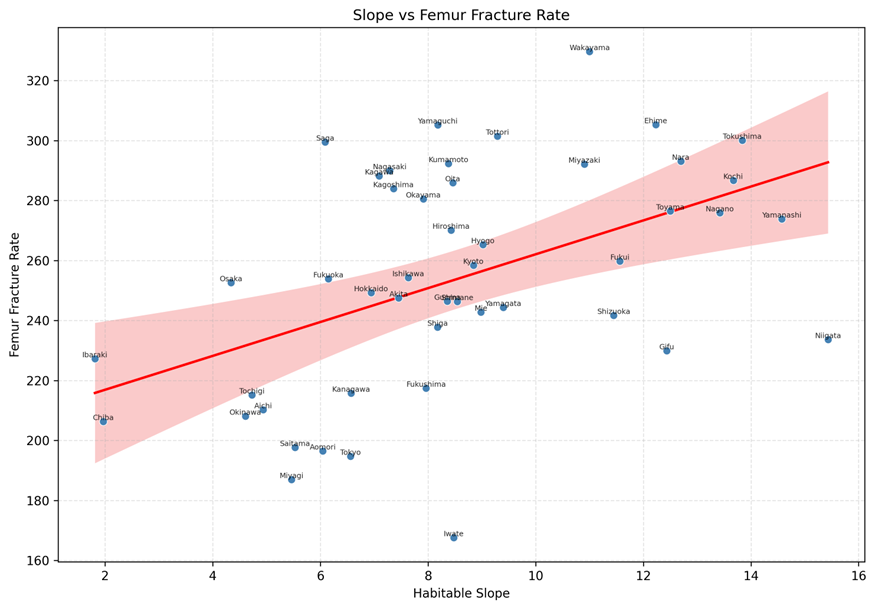 Slope vs Femur Fracture Rate
Wakayama
320
Yamaguchi
Ehime
Tottori
Saga
Tokushima
300
Kumamoto
Miyazaki
Nara
Nagasaki
Kagawa
Oita
Kochi
Kagoshima
280
Okayama
Toyama
Nagano
Yamanashi
Hiroshima
Hyogo
260
Kyoto
Fukui
Osaka
Fukuoka
Ishikawa
Hokkaido
Akita
Shimane
Yamagata
Mie
Shizuoka
240
Shiga
Niigata
Gifu
Ibaraki
220
Tochigi
Kanagawa
Fukushima
Aichi
Okinawa
Chiba
200
Saitama
Aomori
Tokyo
Miyagi
180
Iwate
160
2 4 6 8 10 12 14 16
Habitable Slope
Femur Fracture Rate